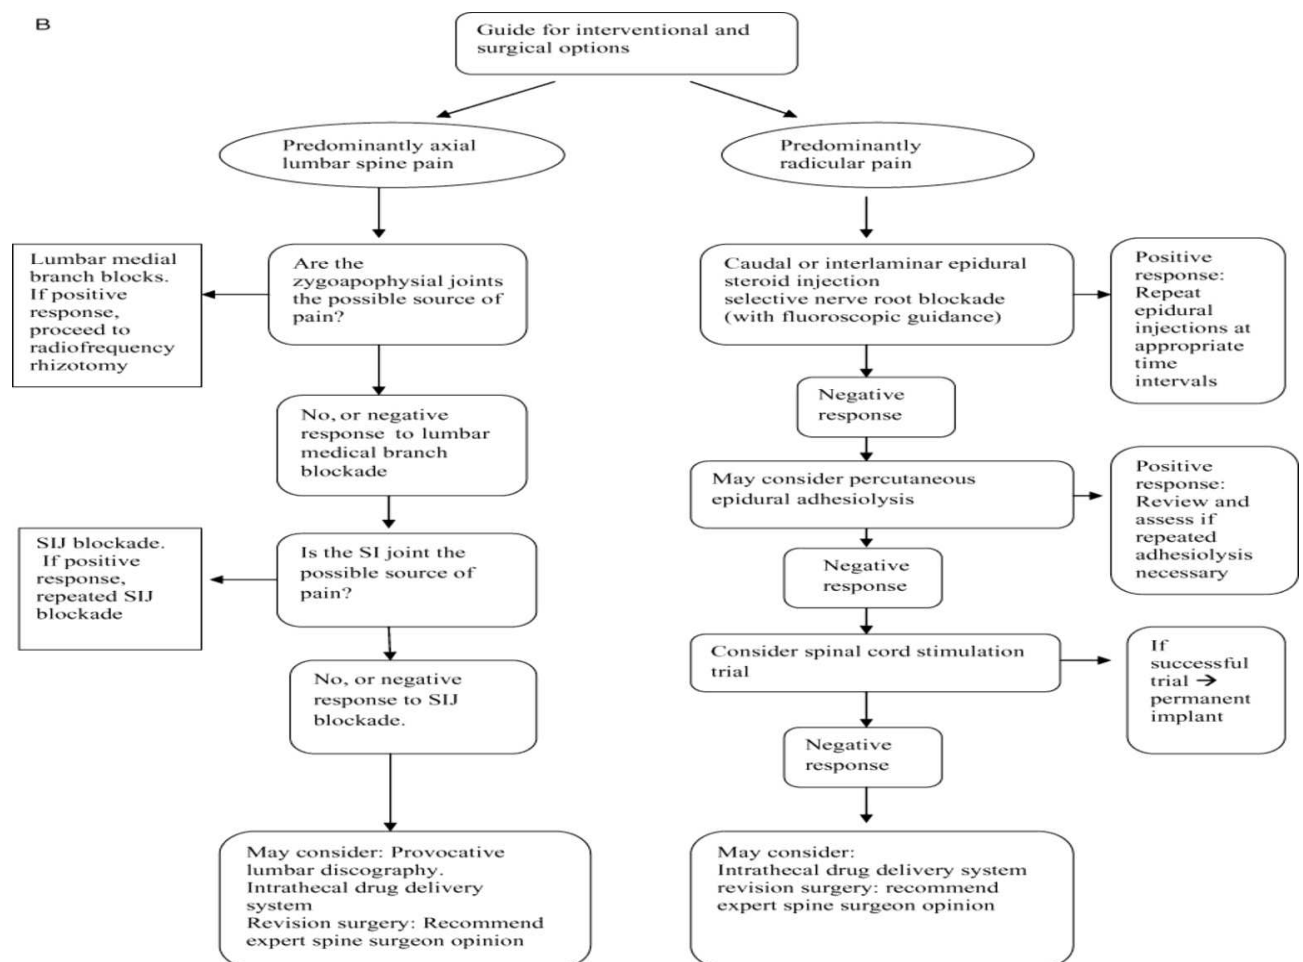 B
Guide for interventional and
surgical options
Predominantly axial
lumbar spine pain
Predominantly
radicular pain
Lumbar medial
branch blocks.
If positive
response,
proceed to
radiofrequency
rhizotomy
Are the
zygoapophysial joints
the possible source of
pain?
Caudal or interlaminar epidural
steroid injection
selective nerve root blockade
(with fluoroscopic guidance)
Positive
response:
Repeat
epidural
injections at
appropriate
time
intervals
No, or negative
response to lumbar
medical branch
blockade
Negative
response
May consider percutaneous
epidural adhesiolysis
Positive
response:
Review and
assess if
repeated
adhesiolysis
necessary
SIJ blockade.
If positive
response,
repeated SIJ
blockade
Is the SI joint the
possible source of
pain?
Negative
response
Consider spinal cord stimulation
trial
If
successful
trial →
permanent
implant
No, or negative
response to SIJ
blockade.
Negative
response
May consider: Provocative
lumbar discography.
Intrathecal drug delivery
system
Revision surgery: Recommend
expert spine surgeon opinion
May consider:
Intrathecal drug delivery system
revision surgery: recommend
expert spine surgeon opinion